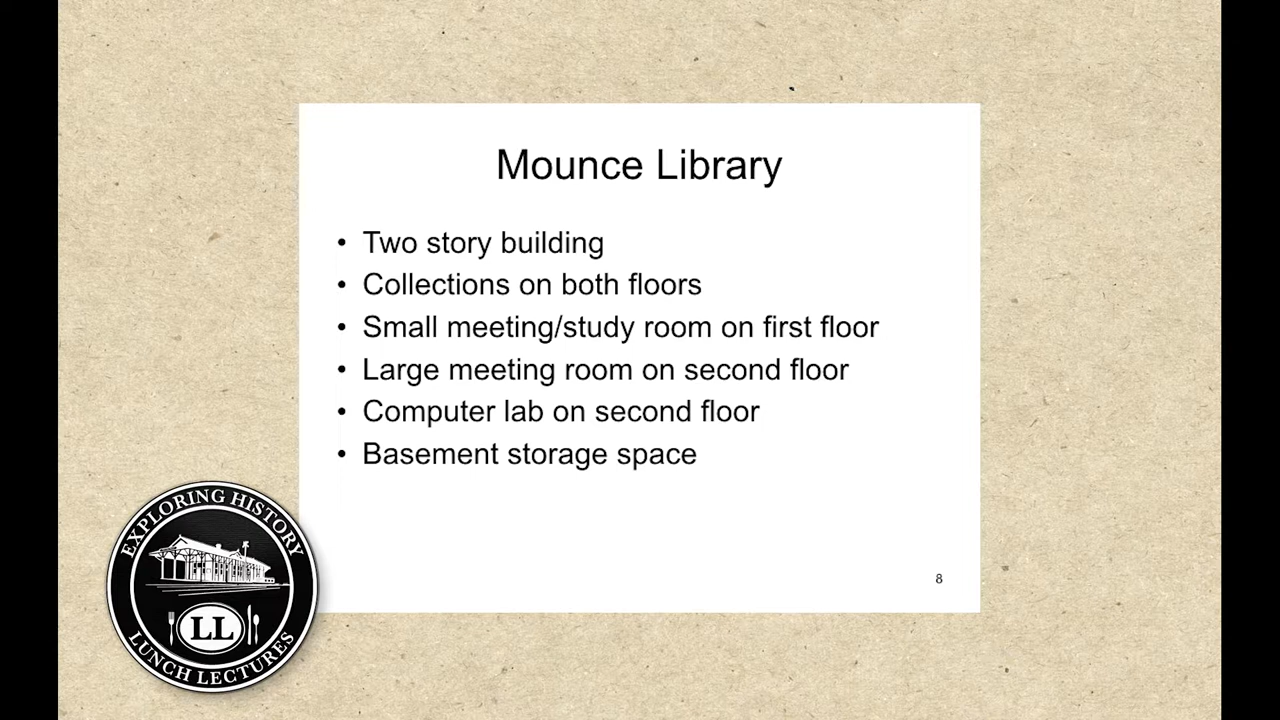 Mounce Library
• Two story building
• Collections on both floors
• Small meeting/study room on first floor
• Large meeting room on second floor
• Computer lab on second floor
• Basement storage space
8
EXPLORING HISTORY
LL
LUNCH LECTURES